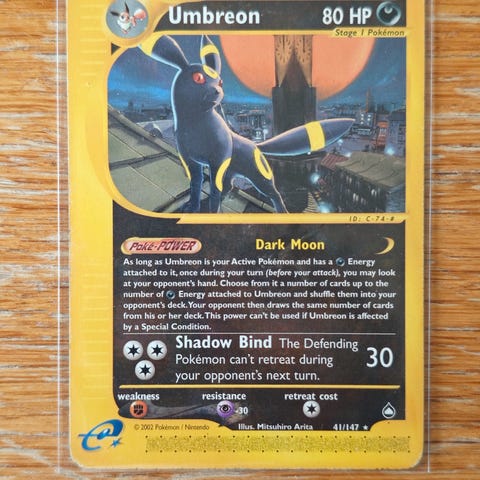 Umbreon 80 HP
Stage 1 Pokémon
ID: C-74-#
Poké-POWER Dark Moon
As long as Umbreon is your Active Pokémon and has a Energy
attached to it, once during your turn (before your attack), you may look
at your opponent's hand. Choose from it a number of cards up to the
number of Energy attached to Umbreon and shuffle them into your
opponent's deck. Your opponent then draws the same number of cards
from his or her deck. This power can't be used if Umbreon is affected
by a Special Condition.
Shadow Bind The Defending
Pokémon can't retreat during
your opponent's next turn.
30
weakness resistance retreat cost
-30
© 2002 Pokémon / Nintendo Illus. Mitsuhiro Arita 41/147 ★
e